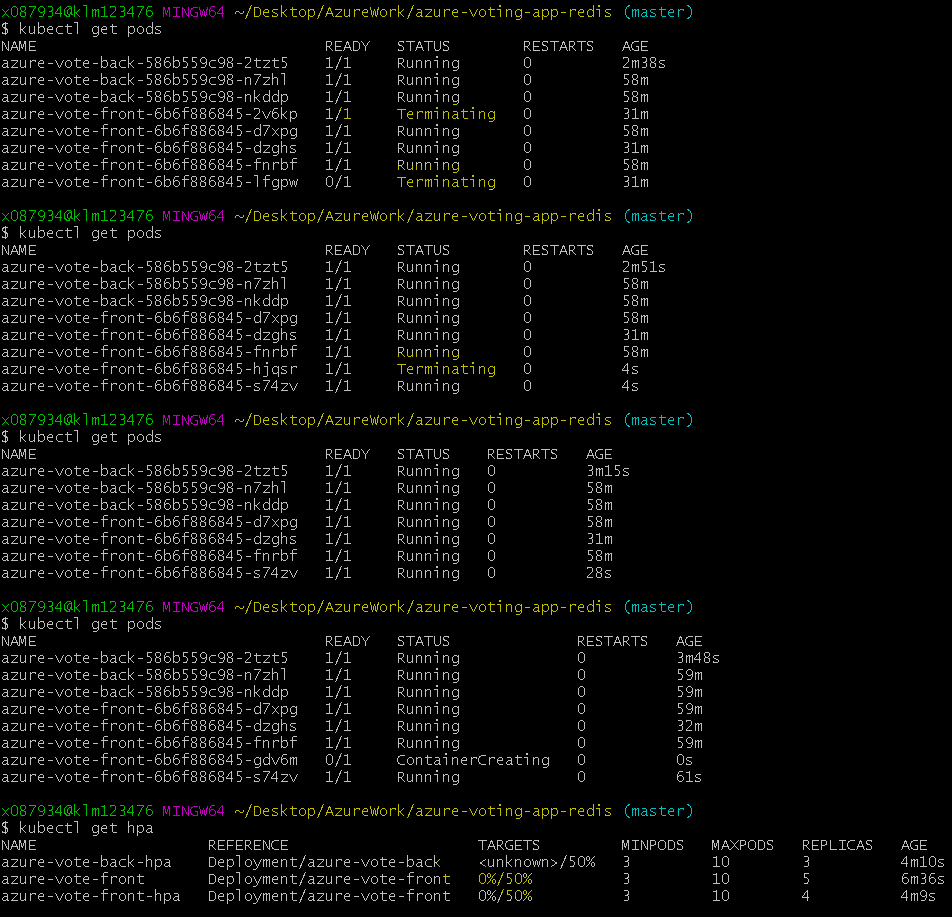 x087934@klm123476 MINGW64 ~/Desktop/AzureWork/azure-voting-app-redis (master)
$ kubectl get pods
NAME READY STATUS RESTARTS AGE
azure-vote-back-586b559c98-2tzt5 1/1 Running 0 2m38s
azure-vote-back-586b559c98-n7zhl 1/1 Running 0 58m
azure-vote-back-586b559c98-nkddp 1/1 Running 0 58m
azure-vote-front-6b6f886845-2v6kp 1/1 Terminating 0 31m
azure-vote-front-6b6f886845-d7xpg 1/1 Running 0 58m
azure-vote-front-6b6f886845-dzghs 1/1 Running 0 31m
azure-vote-front-6b6f886845-fnrbf 1/1 Running 0 58m
azure-vote-front-6b6f886845-lfgpw 0/1 Terminating 0 31m
x087934@klm123476 MINGW64 ~/Desktop/AzureWork/azure-voting-app-redis (master)
$ kubectl get pods
NAME READY STATUS RESTARTS AGE
azure-vote-back-586b559c98-2tzt5 1/1 Running 0 2m51s
azure-vote-back-586b559c98-n7zhl 1/1 Running 0 58m
azure-vote-back-586b559c98-nkddp 1/1 Running 0 58m
azure-vote-front-6b6f886845-d7xpg 1/1 Running 0 58m
azure-vote-front-6b6f886845-dzghs 1/1 Running 0 31m
azure-vote-front-6b6f886845-fnrbf 1/1 Running 0 58m
azure-vote-front-6b6f886845-hjqsr 1/1 Terminating 0 4s
azure-vote-front-6b6f886845-s74zv 1/1 Running 0 4s
x087934@klm123476 MINGW64 ~/Desktop/AzureWork/azure-voting-app-redis (master)
$ kubectl get pods
NAME READY STATUS RESTARTS AGE
azure-vote-back-586b559c98-2tzt5 1/1 Running 0 3m15s
azure-vote-back-586b559c98-n7zhl 1/1 Running 0 58m
azure-vote-back-586b559c98-nkddp 1/1 Running 0 58m
azure-vote-front-6b6f886845-d7xpg 1/1 Running 0 58m
azure-vote-front-6b6f886845-dzghs 1/1 Running 0 31m
azure-vote-front-6b6f886845-fnrbf 1/1 Running 0 58m
azure-vote-front-6b6f886845-s74zv 1/1 Running 0 28s
x087934@klm123476 MINGW64 ~/Desktop/AzureWork/azure-voting-app-redis (master)
$ kubectl get pods
NAME READY STATUS RESTARTS AGE
azure-vote-back-586b559c98-2tzt5 1/1 Running 0 3m48s
azure-vote-back-586b559c98-n7zhl 1/1 Running 0 59m
azure-vote-back-586b559c98-nkddp 1/1 Running 0 59m
azure-vote-front-6b6f886845-d7xpg 1/1 Running 0 59m
azure-vote-front-6b6f886845-dzghs 1/1 Running 0 32m
azure-vote-front-6b6f886845-fnrbf 1/1 Running 0 59m
azure-vote-front-6b6f886845-gdv6m 0/1 ContainerCreating 0 0s
azure-vote-front-6b6f886845-s74zv 1/1 Running 0 61s
x087934@klm123476 MINGW64 ~/Desktop/AzureWork/azure-voting-app-redis (master)
$ kubectl get hpa
NAME REFERENCE TARGETS MINPODS MAXPODS REPLICAS AGE
azure-vote-back-hpa Deployment/azure-vote-back <unknown>/50% 3 10 3 4m10s
azure-vote-front Deployment/azure-vote-front 0%/50% 3 10 5 6m36s
azure-vote-front-hpa Deployment/azure-vote-front 0%/50% 3 10 4 4m9s